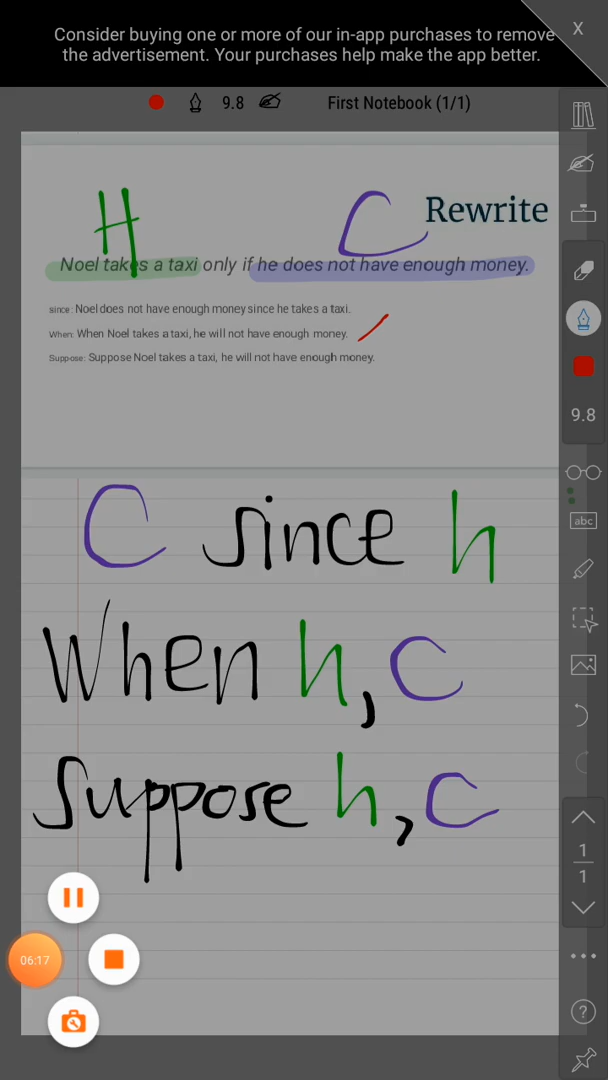 Consider buying one or more of our in-app purchases to remove
the advertisement. Your purchases help make the app better.
X
9.8
First Notebook (1/1)
H
C
Rewrite
Noel takes a taxi only if he does not have enough money.
since: Noel does not have enough money since he takes a taxi.
When: When Noel takes a taxi, he will not have enough money.
Suppose: Suppose Noel takes a taxi, he will not have enough money.
9.8
abc
C since h
When h, C
Suppose h, C
1
1
06:17
?